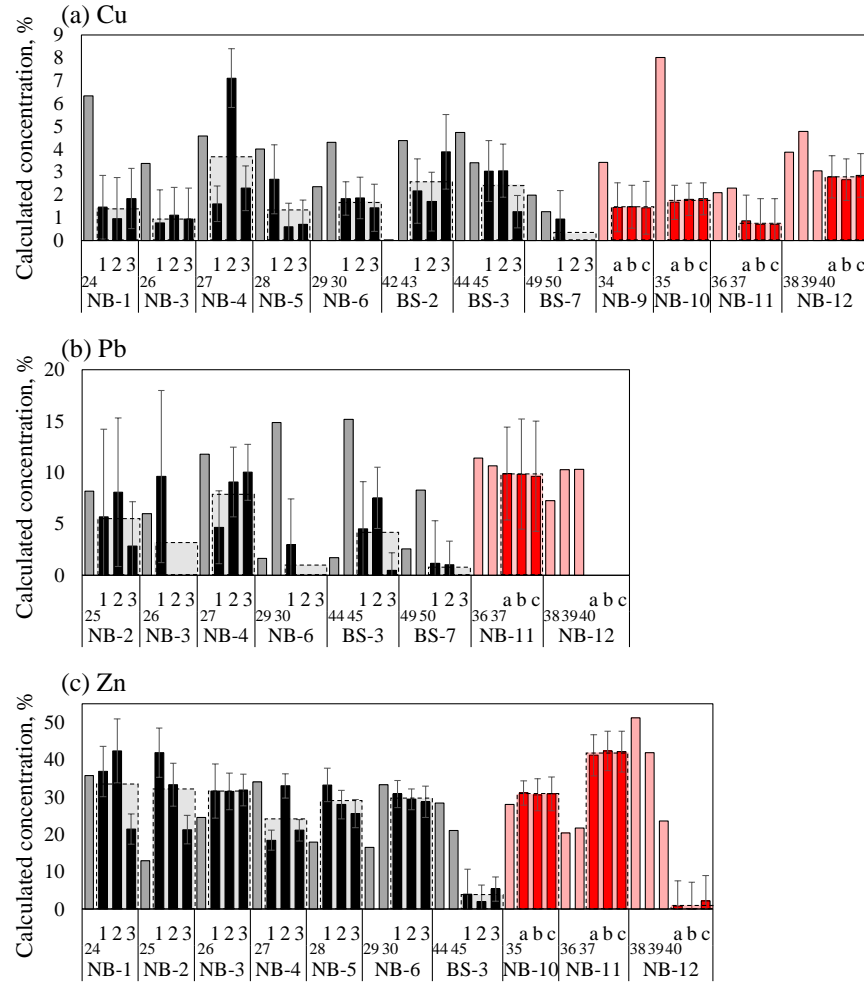 (a) Cu
Calculated concentration, %
9
8
7
6
5
4
3
2
1
0
1 2 3 1 2 3 1 2 3 1 2 3 1 2 3 1 2 3 1 2 3 1 2 3 a b c a b c a b c a b c
24 26 27 28 29 30 42 43 44 45 49 50 34 35 36 37 38 39 40
NB-1 NB-3 NB-4 NB-5 NB-6 BS-2 BS-3 BS-7 NB-9 NB-10 NB-11 NB-12
(b) Pb
Calculated concentration, %
20
15
10
5
0
1 2 3 1 2 3 1 2 3 1 2 3 1 2 3 1 2 3 a b c a b c
25 26 27 29 30 44 45 49 50 36 37 38 39 40
NB-2 NB-3 NB-4 NB-6 BS-3 BS-7 NB-11 NB-12
(c) Zn
Calculated concentration, %
50
40
30
20
10
0
1 2 3 1 2 3 1 2 3 1 2 3 1 2 3 1 2 3 1 2 3 a b c a b c a b c
24 25 26 27 28 29 30 44 45 35 36 37 38 39 40
NB-1 NB-2 NB-3 NB-4 NB-5 NB-6 BS-3 NB-10 NB-11 NB-12